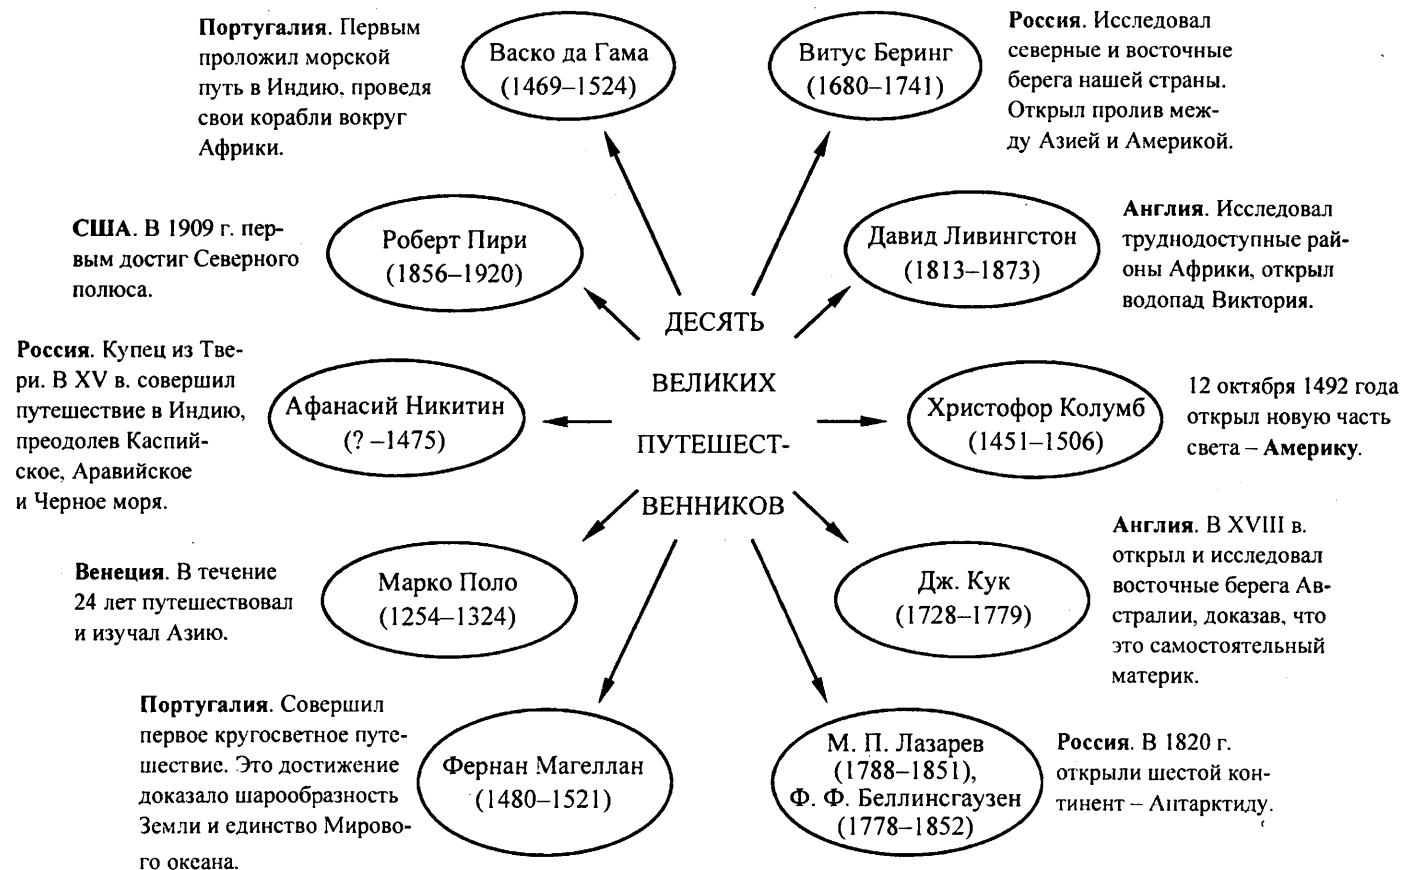 Португалия. Первым
проложил морской
путь в Индию, проведя
свои корабли вокруг
Африки.
Васко да Гама
(1469–1524)
Витус Беринг
(1680–1741)
Россия. Исследовал
северные и восточные
берега нашей страны.
Открыл пролив меж-
ду Азией и Америкой.
США. В 1909 г. пер-
вым достиг Северного
полюса.
Роберт Пири
(1856–1920)
Давид Ливингстон
(1813–1873)
Англия. Исследовал
труднодоступные рай-
оны Африки, открыл
водопад Виктория.
ДЕСЯТЬ
ВЕЛИКИХ
ПУТЕШЕСТ-
ВЕННИКОВ
Россия. Купец из Тве-
ри. В XV в. совершил
путешествие в Индию,
преодолев Каспий-
ское, Аравийское
и Черное моря.
Афанасий Никитин
(? –1475)
Христофор Колумб
(1451–1506)
12 октября 1492 года
открыл новую часть
света – Америку.
Венеция. В течение
24 лет путешествовал
и изучал Азию.
Марко Поло
(1254–1324)
Дж. Кук
(1728–1779)
Англия. В XVIII в.
открыл и исследовал
восточные берега Ав-
стралии, доказав, что
это самостоятельный
материк.
Португалия. Совершил
первое кругосветное путе-
шествие. Это достижение
доказало шарообразность
Земли и единство Мирово-
го океана.
Фернан Магеллан
(1480–1521)
М. П. Лазарев
(1788–1851),
Ф. Ф. Беллинсгаузен
(1778–1852)
Россия. В 1820 г.
открыли шестой кон-
тинент – Антарктиду.